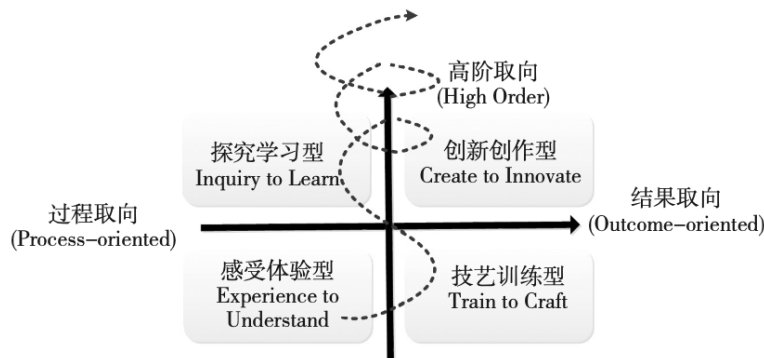 高阶取向
(High Order)
探究学习型
Inquiry to Learn
创新创作型
Create to Innovate
过程取向
(Process-oriented)
结果取向
(Outcome-oriented)
感受体验型
Experience to
Understand
技艺训练型
Train to Craft